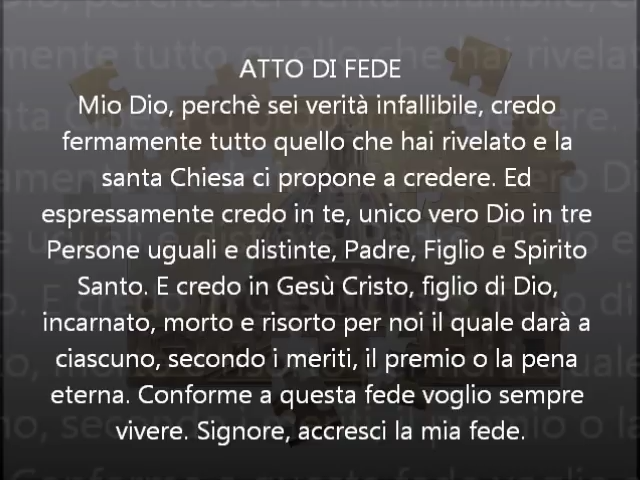 ATTO DI FEDE
Mio Dio, perchè sei verità infallibile, credo
fermamente tutto quello che hai rivelato e la
santa Chiesa ci propone a credere. Ed
espressamente credo in te, unico vero Dio in tre
Persone uguali e distinte, Padre, Figlio e Spirito
Santo. E credo in Gesù Cristo, figlio di Dio,
incarnato, morto e risorto per noi il quale darà a
ciascuno, secondo i meriti, il premio o la pena
eterna. Conforme a questa fede voglio sempre
vivere. Signore, accresci la mia fede.